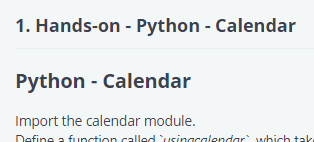 1. Hands-on - Python - Calendar
Python - Calendar
Import the calendar module.
Define a function called `usingcalendar`, which